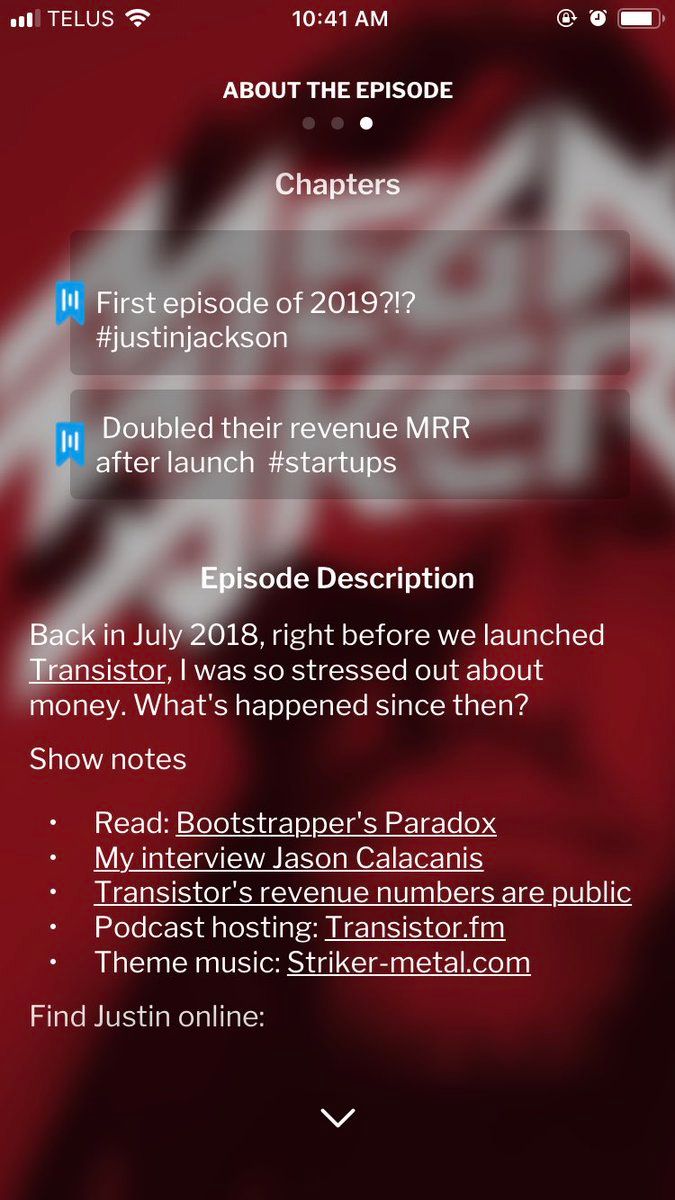 TELUS 10:41 AM
ABOUT THE EPISODE
Chapters
First episode of 2019?!?
#justinjackson
Doubled their revenue MRR
after launch #startups
Episode Description
Back in July 2018, right before we launched
Transistor, I was so stressed out about
money. What's happened since then?
Show notes
• Read: Bootstrapper's Paradox
• My interview Jason Calacanis
• Transistor's revenue numbers are public
• Podcast hosting: Transistor.fm
• Theme music: Striker-metal.com
Find Justin online: